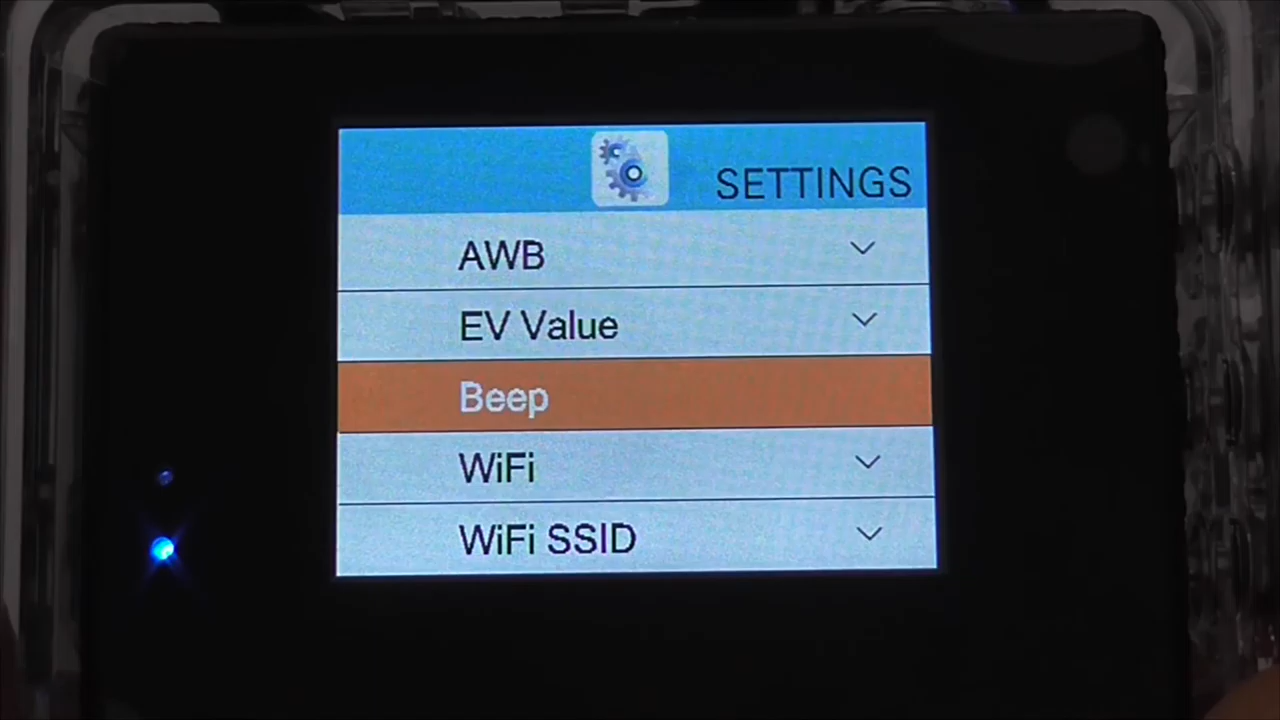 SETTINGS
AWB
EV Value
Beep
WiFi
WiFi SSID